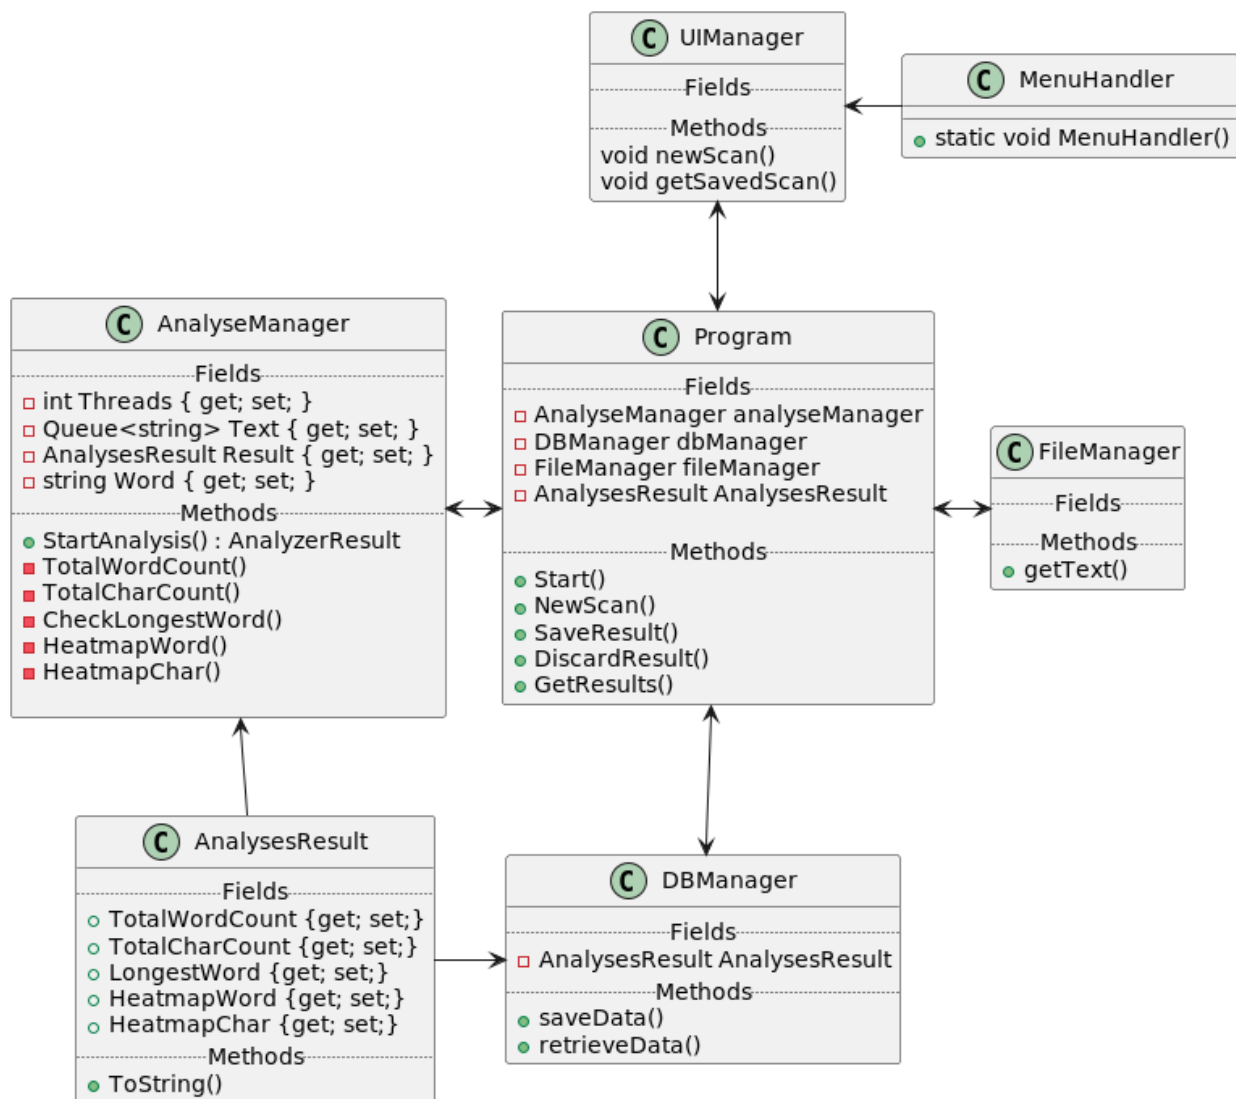 C UIManager
Fields
Methods
void newScan()
void getSavedScan()
C MenuHandler
static void MenuHandler()
C AnalyseManager
Fields
int Threads { get; set; }
Queue<string> Text { get; set; }
AnalysesResult Result { get; set; }
string Word { get; set; }
Methods
StartAnalysis() : AnalyzerResult
TotalWordCount()
TotalCharCount()
CheckLongestWord()
HeatmapWord()
HeatmapChar()
C Program
Fields
AnalyseManager analyseManager
DBManager dbManager
FileManager fileManager
AnalysesResult AnalysesResult
Methods
Start()
NewScan()
SaveResult()
DiscardResult()
GetResults()
C FileManager
Fields
Methods
getText()
C AnalysesResult
Fields
TotalWordCount {get; set;}
TotalCharCount {get; set;}
LongestWord {get; set;}
HeatmapWord {get; set;}
HeatmapChar {get; set;}
Methods
ToString()
C DBManager
Fields
AnalysesResult AnalysesResult
Methods
saveData()
retrieveData()